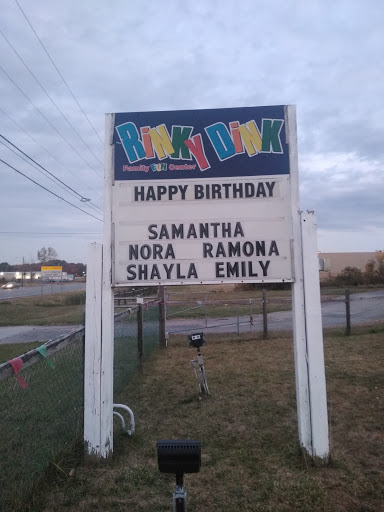 Rinky Dink
Family FUN Center
HAPPY BIRTHDAY
SAMANTHA
NORA RAMONA
SHAYLA EMILY